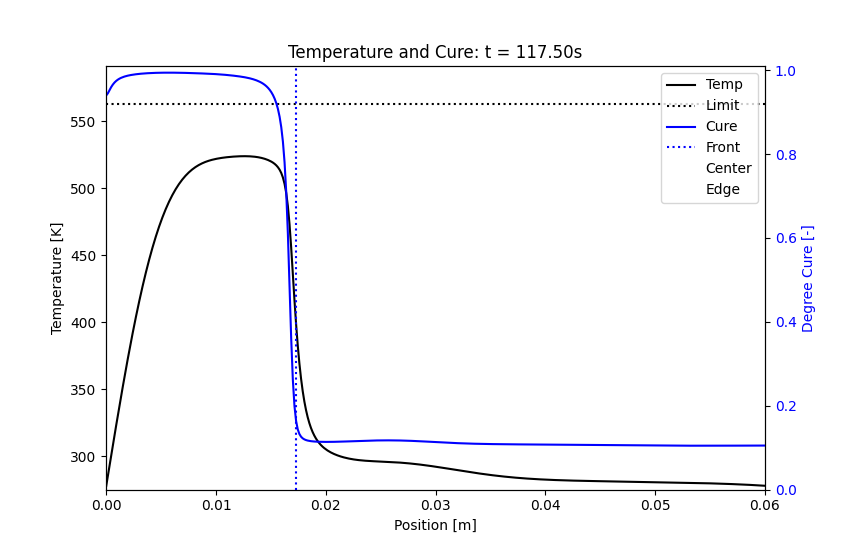 Temperature and Cure: t = 117.50s
Temp
Limit
Cure
Front
Center
Edge
Temperature [K]
550
500
450
400
350
300
Degree Cure [-]
1.0
0.8
0.6
0.4
0.2
0.0
0.00 0.01 0.02 0.03 0.04 0.05 0.06
Position [m]